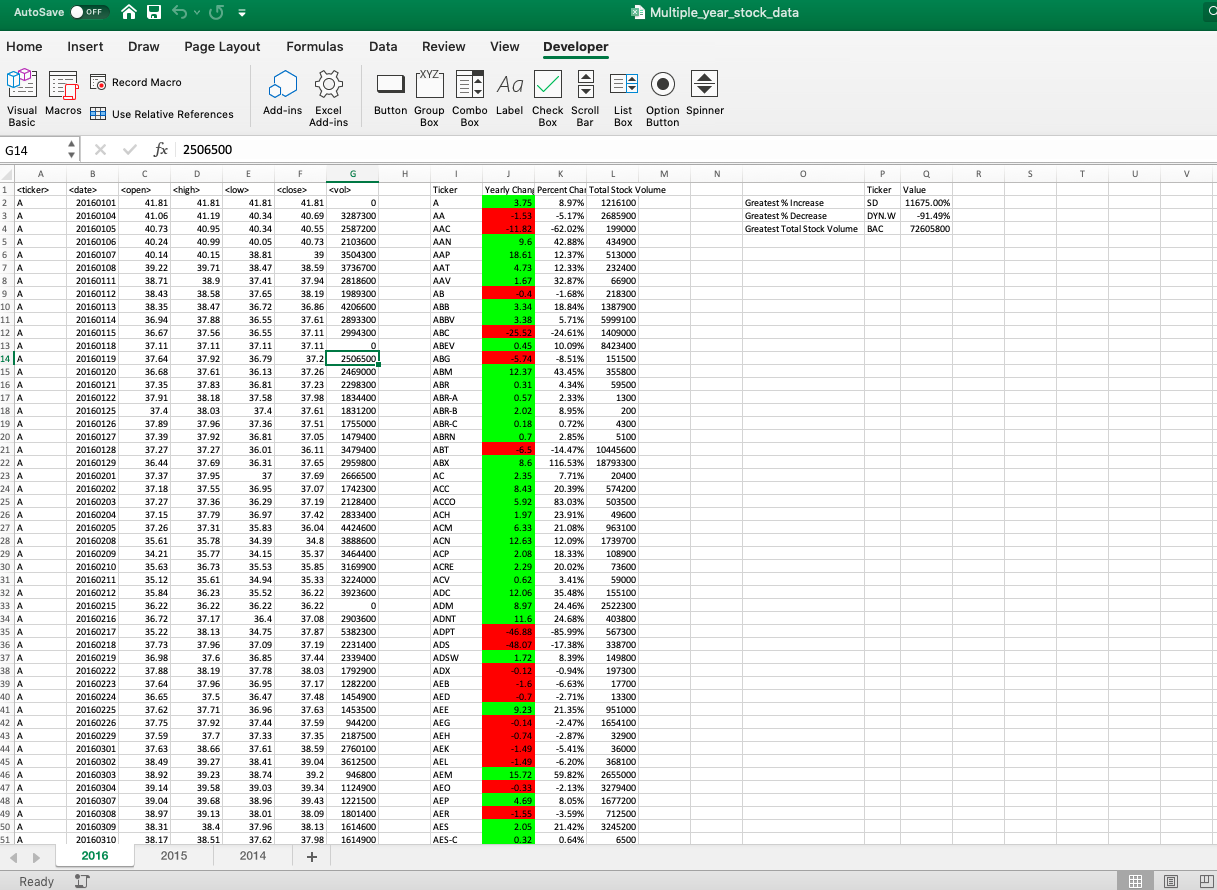 AutoSave OFF Multiple_year_stock_data
Home Insert Draw Page Layout Formulas Data Review View Developer
Visual Basic Macros Record Macro Use Relative References Add-ins Excel Add-ins Button Group Box Combo Box Label Check Box Scroll Bar List Box Option Button Spinner
XYZ Aa
G14 fx 2506500
A B C D E F G H I J K L M N O P Q R S T U V
1 <ticker> <date> <open> <high> <low> <close> <vol> Ticker Yearly Chang Percent Chan Total Stock Volume Ticker Value
2 A 20160101 41.81 41.81 41.81 41.81 0 A 3.75 8.97% 1216100 Greatest % Increase SD 11675.00%
3 A 20160104 41.06 41.19 40.34 40.69 3287300 AA -1.53 -5.17% 2685900 Greatest % Decrease DYN.W -91.49%
4 A 20160105 40.73 40.95 40.34 40.55 2587200 AAC -11.82 -62.02% 199000 Greatest Total Stock Volume BAC 72605800
5 A 20160106 40.24 40.99 40.05 40.73 2103600 AAN 9.6 42.88% 434900
6 A 20160107 40.14 40.15 38.81 39 3504300 AAP 18.61 12.37% 513000
7 A 20160108 39.22 39.71 38.47 38.59 3736700 AAT 4.73 12.33% 232400
8 A 20160111 38.71 38.9 37.41 37.94 2818600 AAV 1.67 32.87% 66900
9 A 20160112 38.43 38.58 37.65 38.19 1989300 AB -0.4 -1.68% 218300
10 A 20160113 38.35 38.47 36.72 36.86 4206600 ABB 3.34 18.84% 1387900
11 A 20160114 36.94 37.88 36.55 37.61 2893300 ABBV 3.38 5.71% 5999100
12 A 20160115 36.67 37.56 36.55 37.11 2994300 ABC -25.52 -24.61% 1409000
13 A 20160118 37.11 37.11 37.11 37.11 0 ABEV 0.45 10.09% 8423400
14 A 20160119 37.64 37.92 36.79 37.2 2506500 ABG -5.74 -8.51% 151500
15 A 20160120 36.68 37.61 36.13 37.26 2469000 ABM 12.37 43.45% 355800
16 A 20160121 37.35 37.83 36.81 37.23 2298300 ABR 0.31 4.34% 59500
17 A 20160122 37.91 38.18 37.58 37.98 1834400 ABR-A 0.57 2.33% 1300
18 A 20160125 37.4 38.03 37.4 37.61 1831200 ABR-B 2.02 8.95% 200
19 A 20160126 37.89 37.96 37.36 37.51 1755000 ABR-C 0.18 0.72% 4300
20 A 20160127 37.39 37.92 36.81 37.05 1479400 ABRN 0.7 2.85% 5100
21 A 20160128 37.27 37.27 36.01 36.11 3479400 ABT -6.5 -14.47% 10445600
22 A 20160129 36.44 37.69 36.31 37.65 2959800 ABX 8.6 116.53% 18793300
23 A 20160201 37.37 37.95 37 37.69 2666500 AC 2.35 7.71% 20400
24 A 20160202 37.18 37.55 36.95 37.07 1742300 ACC 8.43 20.39% 574200
25 A 20160203 37.27 37.36 36.29 37.19 2128400 ACCO 5.92 83.03% 503500
26 A 20160204 37.15 37.79 36.97 37.42 2833400 ACH 1.97 23.91% 49600
27 A 20160205 37.26 37.31 35.83 36.04 4424600 ACM 6.33 21.08% 963100
28 A 20160208 35.61 35.78 34.39 34.8 3888600 ACN 12.63 12.09% 1739700
29 A 20160209 34.21 35.77 34.15 35.37 3464400 ACP 2.08 18.33% 108900
30 A 20160210 35.63 36.73 35.53 35.85 3169900 ACRE 2.29 20.02% 73600
31 A 20160211 35.12 35.61 34.94 35.33 3224000 ACV 0.62 3.41% 59000
32 A 20160212 35.84 36.23 35.52 36.22 3923600 ADC 12.06 35.48% 155100
33 A 20160215 36.22 36.22 36.22 36.22 0 ADM 8.97 24.46% 2522300
34 A 20160216 36.72 37.17 36.4 37.08 2903600 ADNT 11.6 24.68% 403800
35 A 20160217 35.22 38.13 34.75 37.87 5382300 ADPT -46.88 -85.99% 567300
36 A 20160218 37.73 37.96 37.09 37.19 2231400 ADS -48.07 -17.38% 338700
37 A 20160219 36.98 37.6 36.85 37.44 2339400 ADSW 1.72 8.39% 149800
38 A 20160222 37.88 38.19 37.78 38.03 1792900 ADX -0.12 -0.94% 197300
39 A 20160223 37.64 37.96 36.95 37.17 1282200 AEB -1.6 -6.63% 17700
40 A 20160224 36.65 37.5 36.47 37.48 1454900 AED -0.7 -2.71% 13300
41 A 20160225 37.62 37.71 36.96 37.63 1453500 AEE 9.23 21.35% 951000
42 A 20160226 37.75 37.92 37.44 37.59 944200 AEG -0.14 -2.47% 1654100
43 A 20160229 37.59 37.7 37.33 37.35 2187500 AEH -0.74 -2.87% 32900
44 A 20160301 37.63 38.66 37.61 38.59 2760100 AEK -1.49 -5.41% 36000
45 A 20160302 38.49 39.27 38.41 39.04 3612500 AEL -1.49 -6.20% 368100
46 A 20160303 38.92 39.23 38.74 39.2 946800 AEM 15.72 59.82% 2655000
47 A 20160304 39.14 39.58 39.03 39.34 1124900 AEO -0.33 -2.13% 3279400
48 A 20160307 39.04 39.68 38.96 39.43 1221500 AEP 4.69 8.05% 1677200
49 A 20160308 38.97 39.13 38.01 38.09 1801400 AER -1.55 -3.59% 712500
50 A 20160309 38.31 38.4 37.96 38.13 1614600 AES 2.05 21.42% 3245200
51 A 20160310 38.17 38.51 37.62 37.98 1614900 AES-C 0.32 0.64% 6500
2016 2015 2014 +
Ready